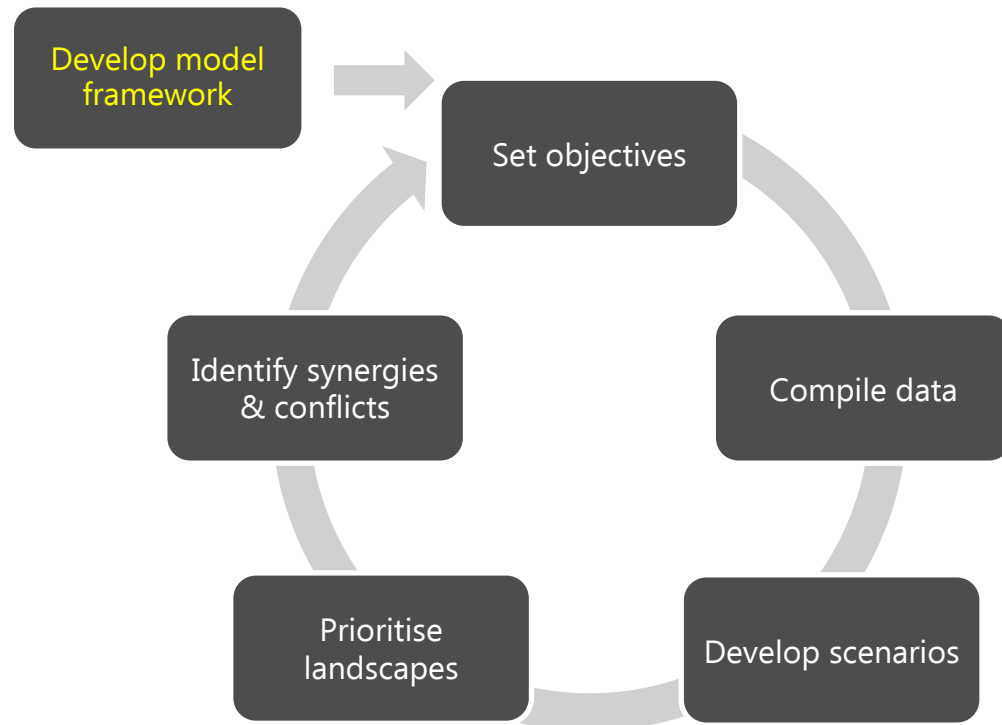 Develop model
framework
Set objectives
Compile data
Develop scenarios
Prioritise
landscapes
Identify synergies
& conflicts